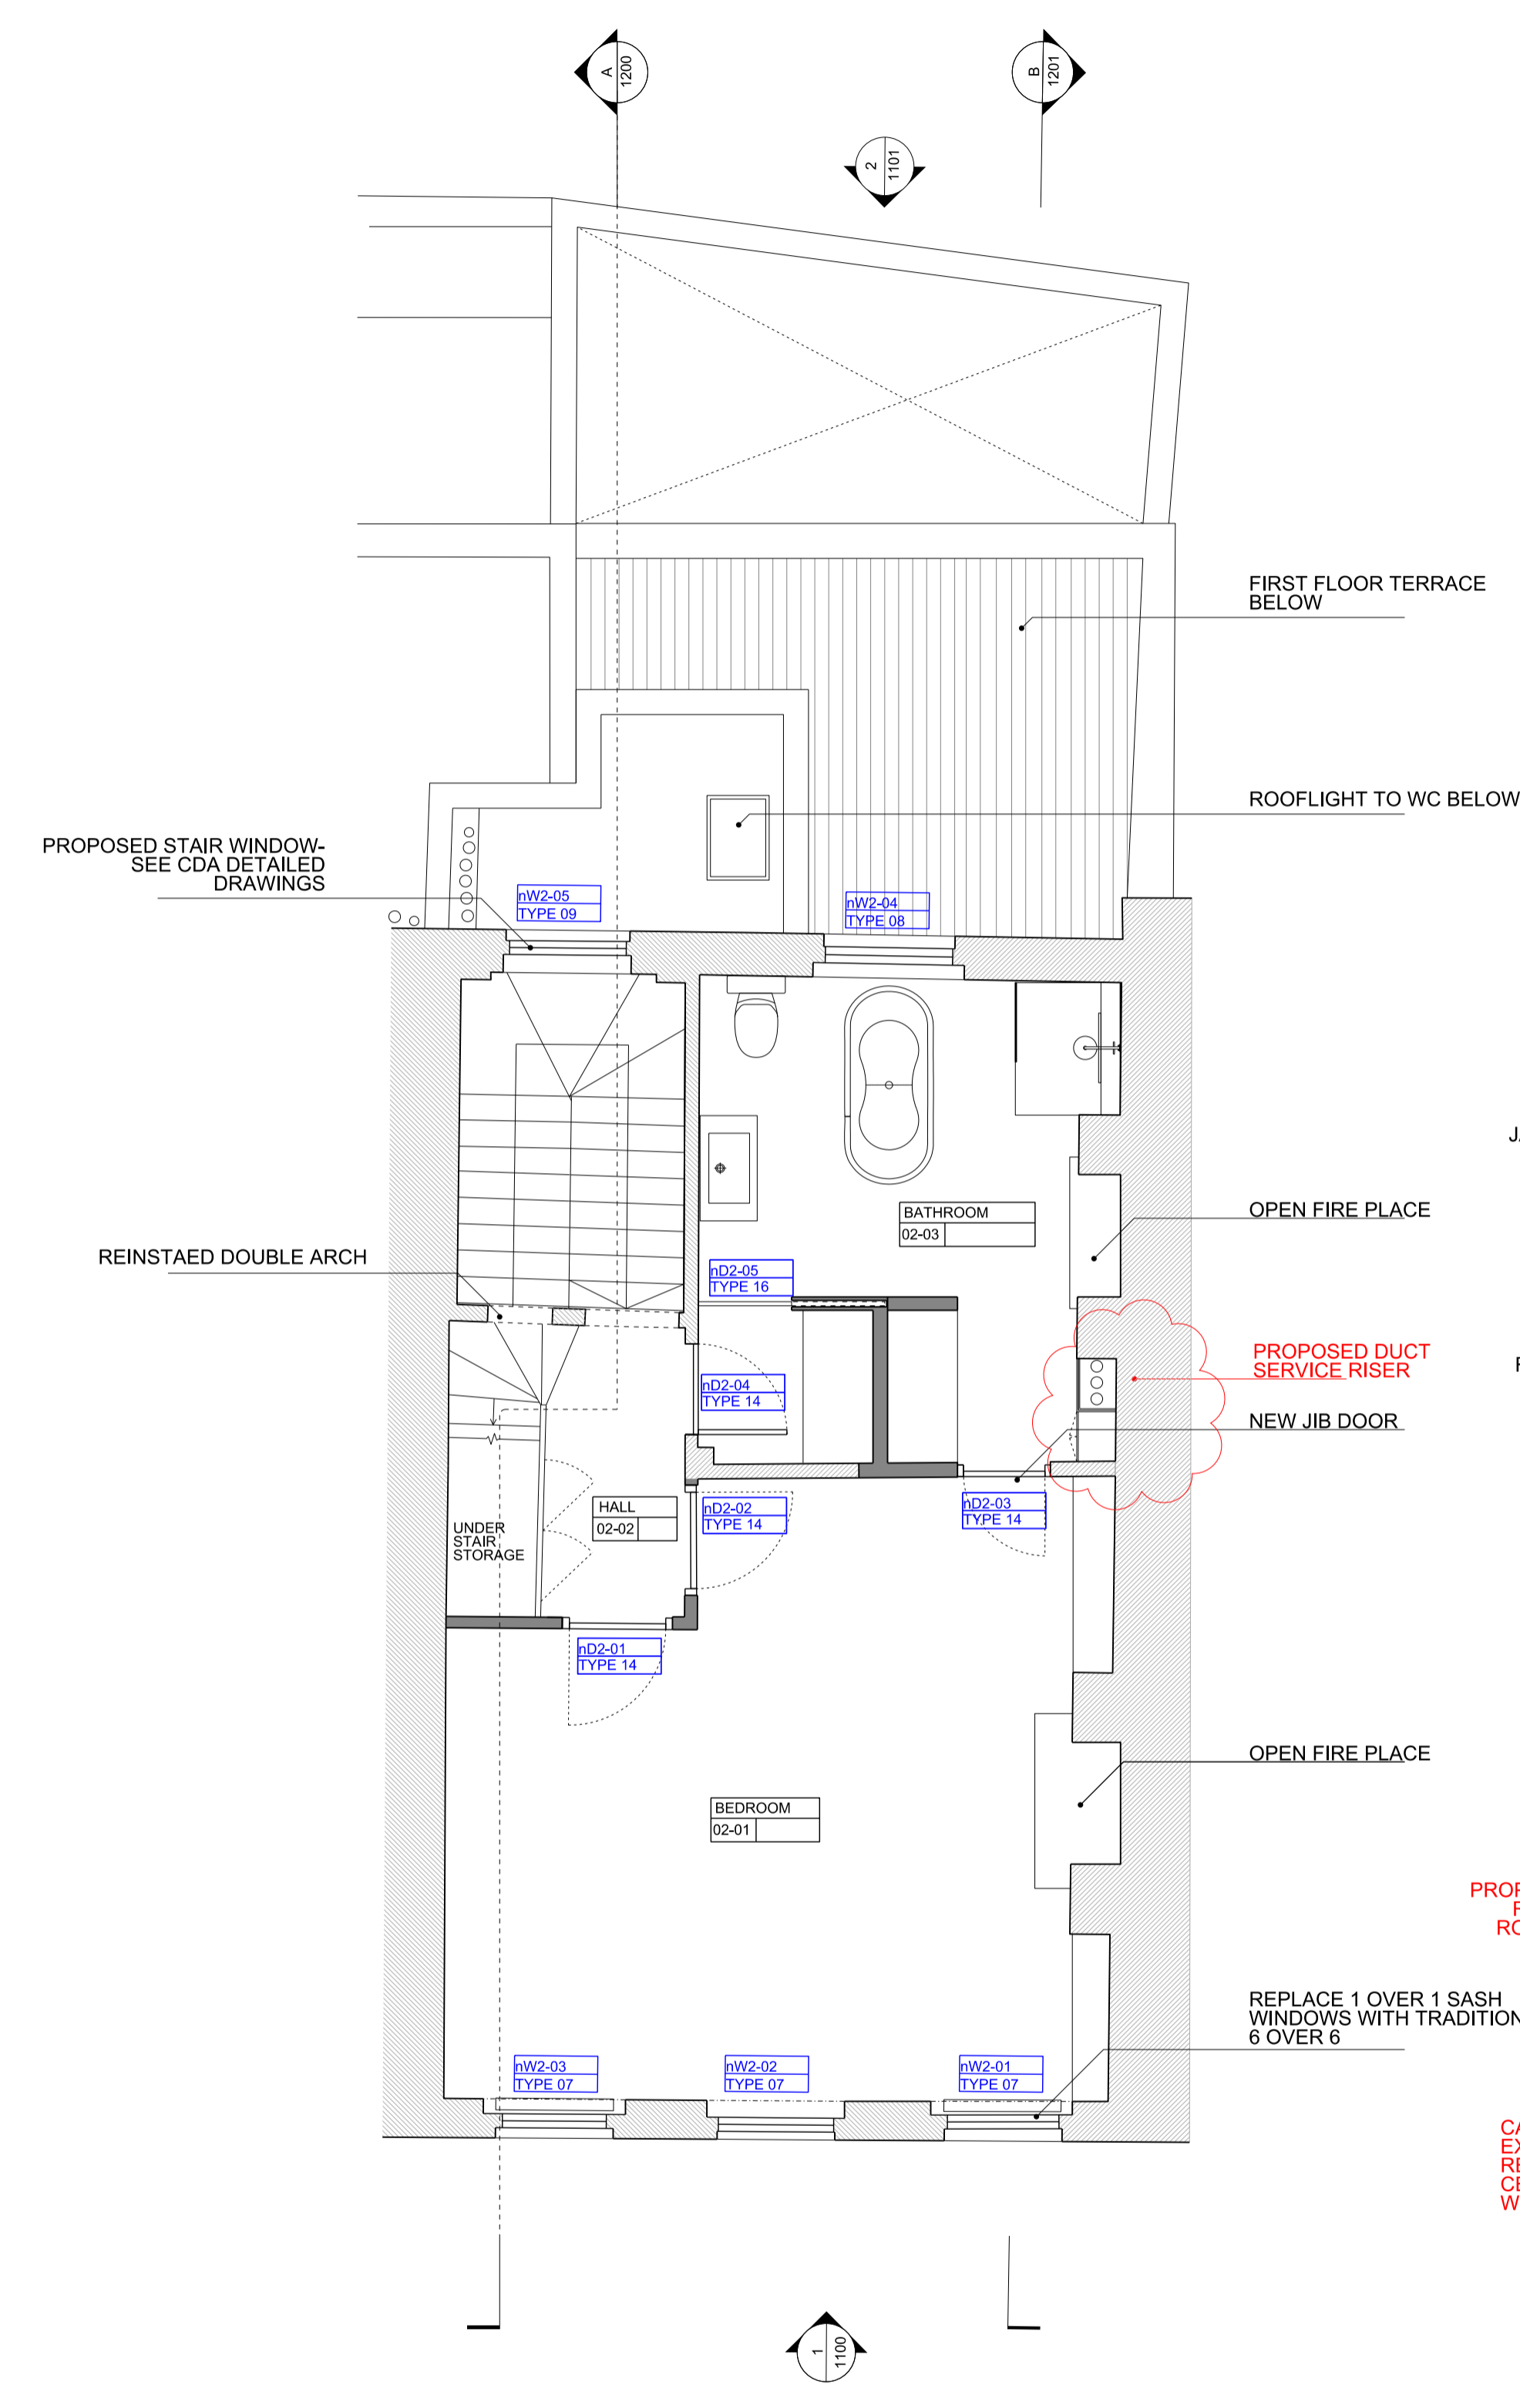 A
1200
B
1201
2
1101
FIRST FLOOR TERRACE
BELOW
ROOFLIGHT TO WC BELOW
PROPOSED STAIR WINDOW-
SEE CDA DETAILED
DRAWINGS
nW2-05
TYPE 09
nW2-04
TYPE 08
OPEN FIRE PLACE
BATHROOM
02-03
REINSTAED DOUBLE ARCH
nD2-05
TYPE 16
PROPOSED DUCT
SERVICE RISER
nD2-04
TYPE 14
NEW JIB DOOR
HALL
02-02
nD2-02
TYPE 14
nD2-03
TYPE 14
UNDER
STAIR
STORAGE
nD2-01
TYPE 14
OPEN FIRE PLACE
BEDROOM
02-01
REPLACE 1 OVER 1 SASH
WINDOWS WITH TRADITION
6 OVER 6
nW2-03
TYPE 07
nW2-02
TYPE 07
nW2-01
TYPE 07
1
1100